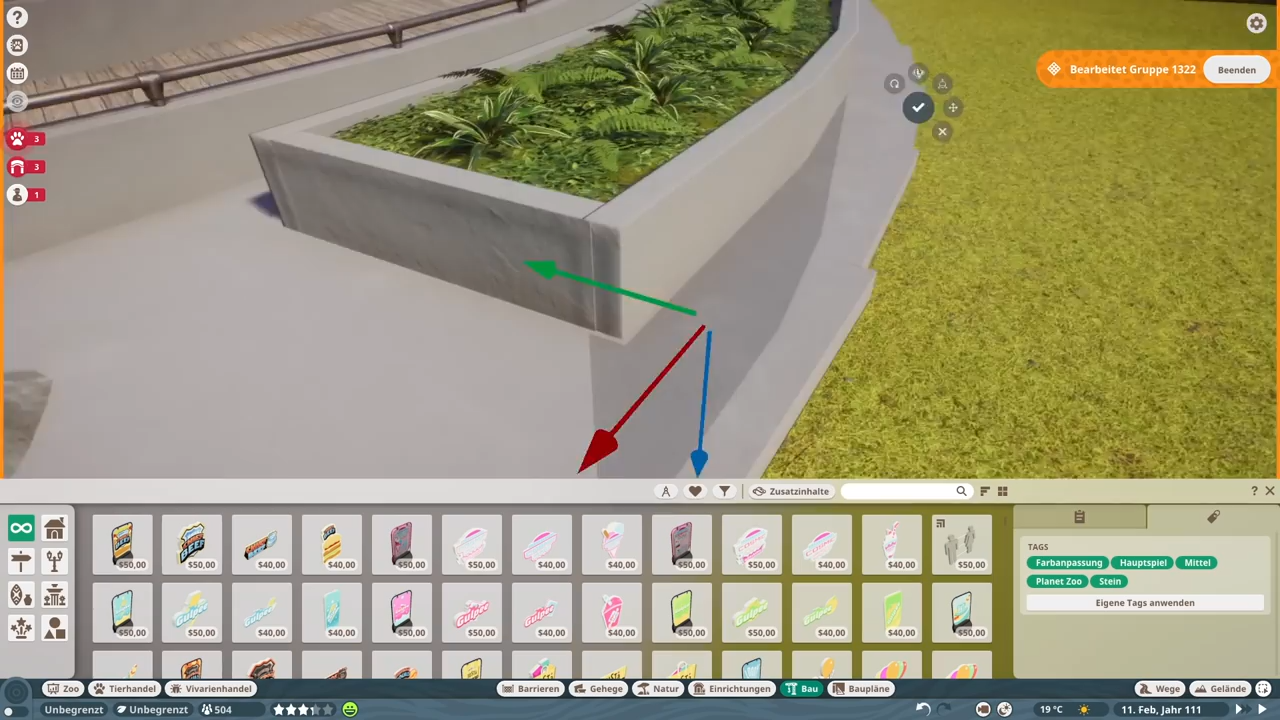 Bearbeitet Gruppe 1322
Beenden
3
3
1
Zusatzinhalte
TAGS
Farbanpassung
Hauptspiel
Mittel
Planet Zoo
Stein
Eigene Tags anwenden
$50,00 $50,00 $40,00 $40,00 $50,00 $50,00 $40,00 $40,00 $50,00 $50,00 $40,00 $40,00 $50,00
$50,00 $50,00 $40,00 $40,00 $50,00 $50,00 $40,00 $40,00 $50,00 $50,00 $40,00 $40,00 $50,00
Zoo
Tierhandel
Vivarienhandel
Barrieren
Gehege
Natur
Einrichtungen
Bau
Baupläne
Wege
Gelände
Unbegrenzt
Unbegrenzt
504
19 °C
11. Feb, Jahr 111